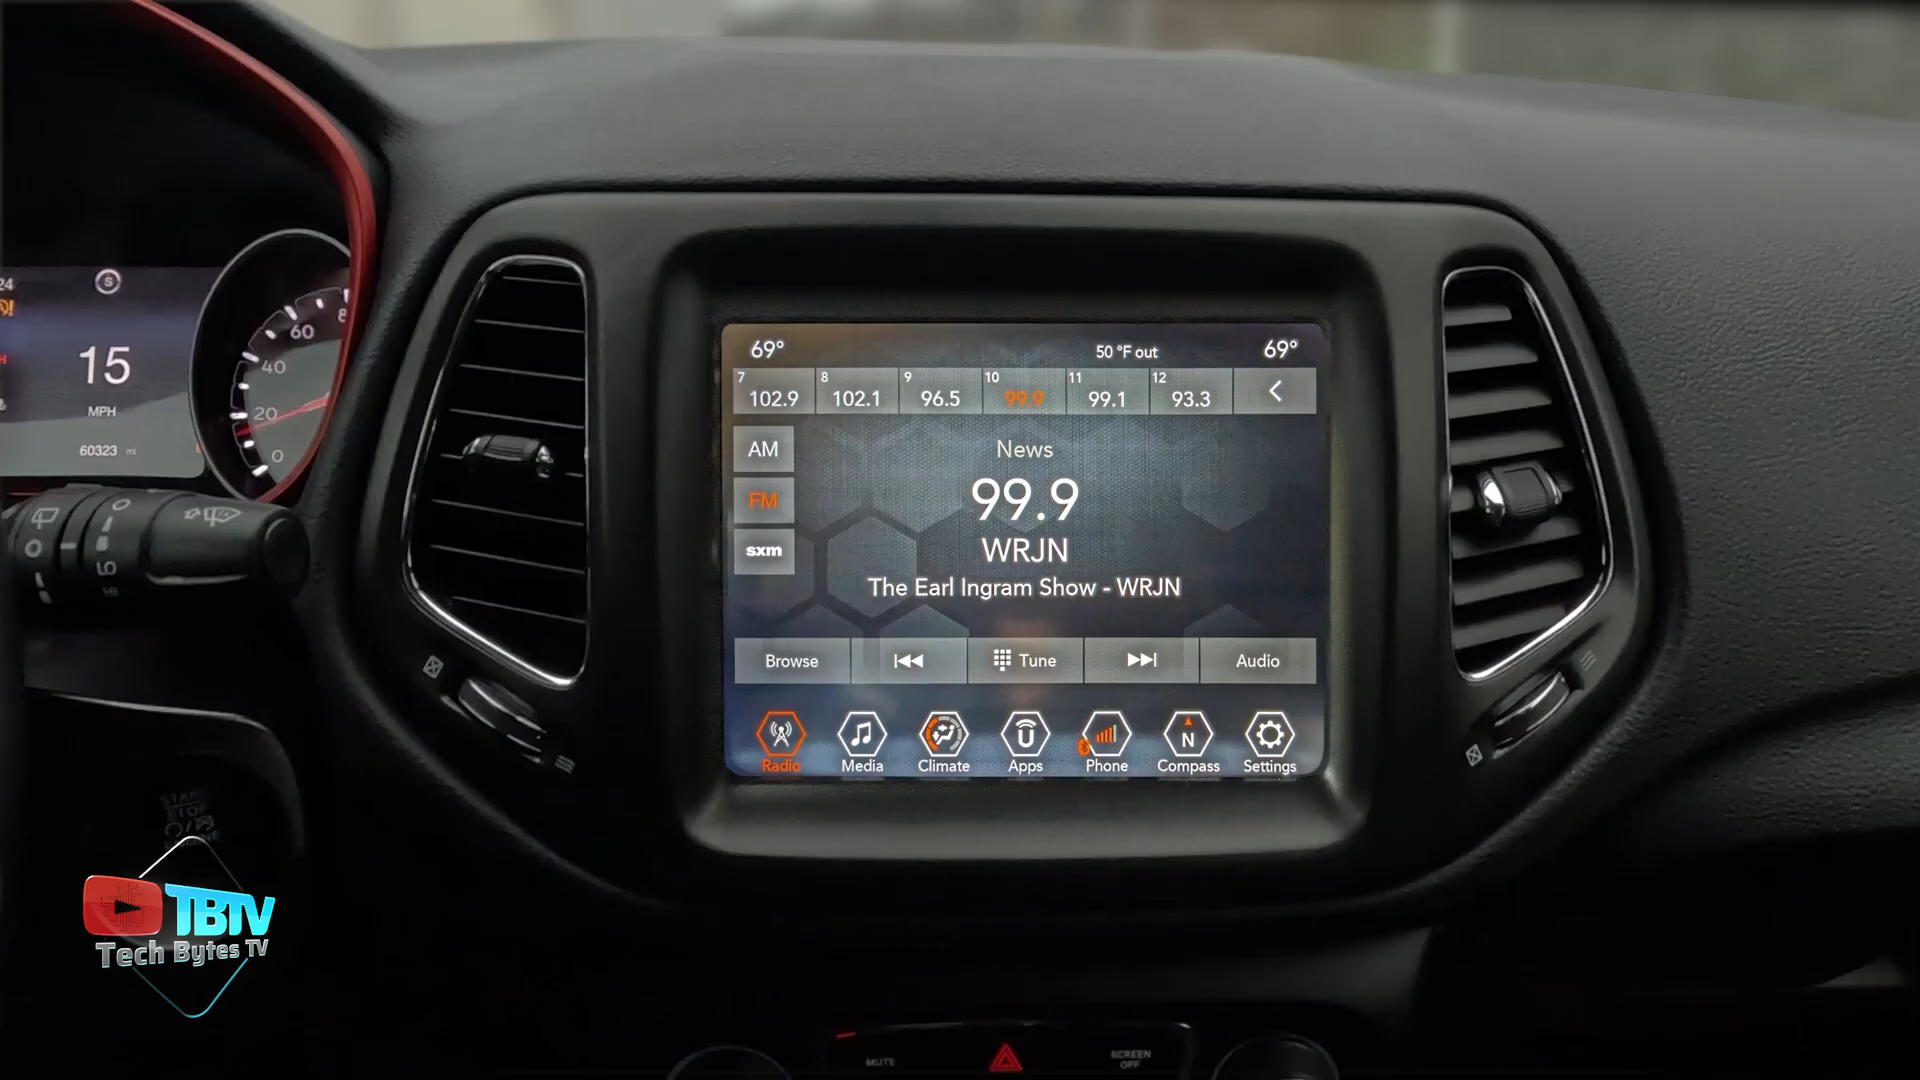 24
S
15
MPH
60323 mi
0
20
40
60
8
69°
50 °F out
69°
7
102.9
8
102.1
9
96.5
10
99.9
11
99.1
12
93.3
AM
FM
sxm
News
99.9
WRJN
The Earl Ingram Show - WRJN
Browse
Tune
Audio
Radio
Media
Climate
Apps
Phone
N
Compass
Settings
TBTV
Tech Bytes TV
MUTE
SCREEN
OFF